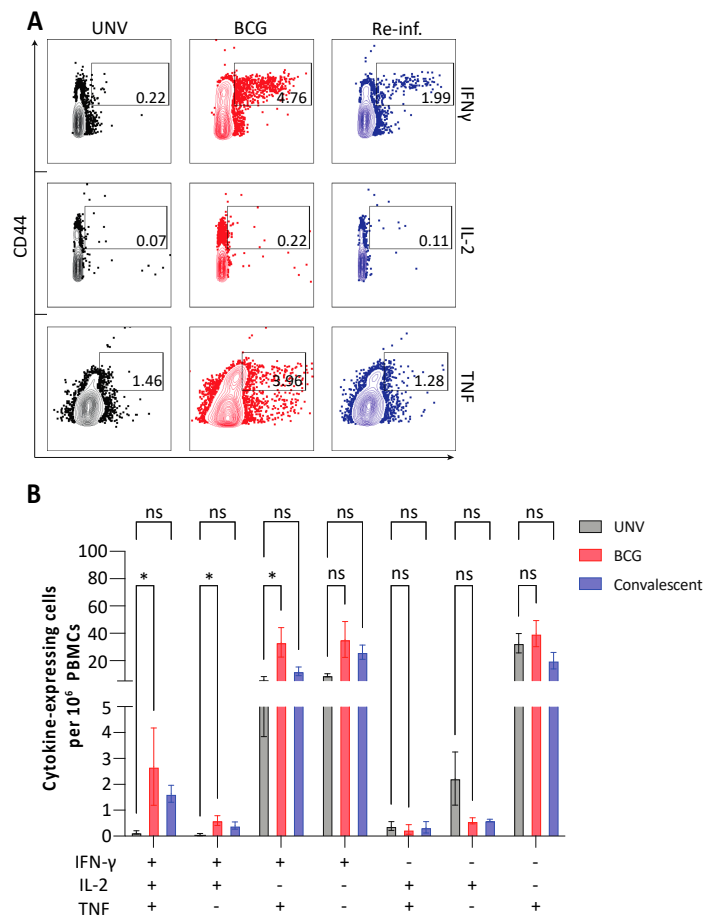 A
UNV BCG Re-inf.
0.22 4.76 1.99 IFNγ
0.07 0.22 0.11 IL-2
1.46 3.96 1.28 TNF
CD44
B
ns ns ns ns ns ns ns
* * * ns ns ns ns
UNV
BCG
Convalescent
Cytokine-expressing cells
per 10⁶ PBMCs
100
80
60
40
20
5
4
3
2
1
0
IFN-γ + + + + - - -
IL-2 + + - - + + -
TNF + - + - + - +